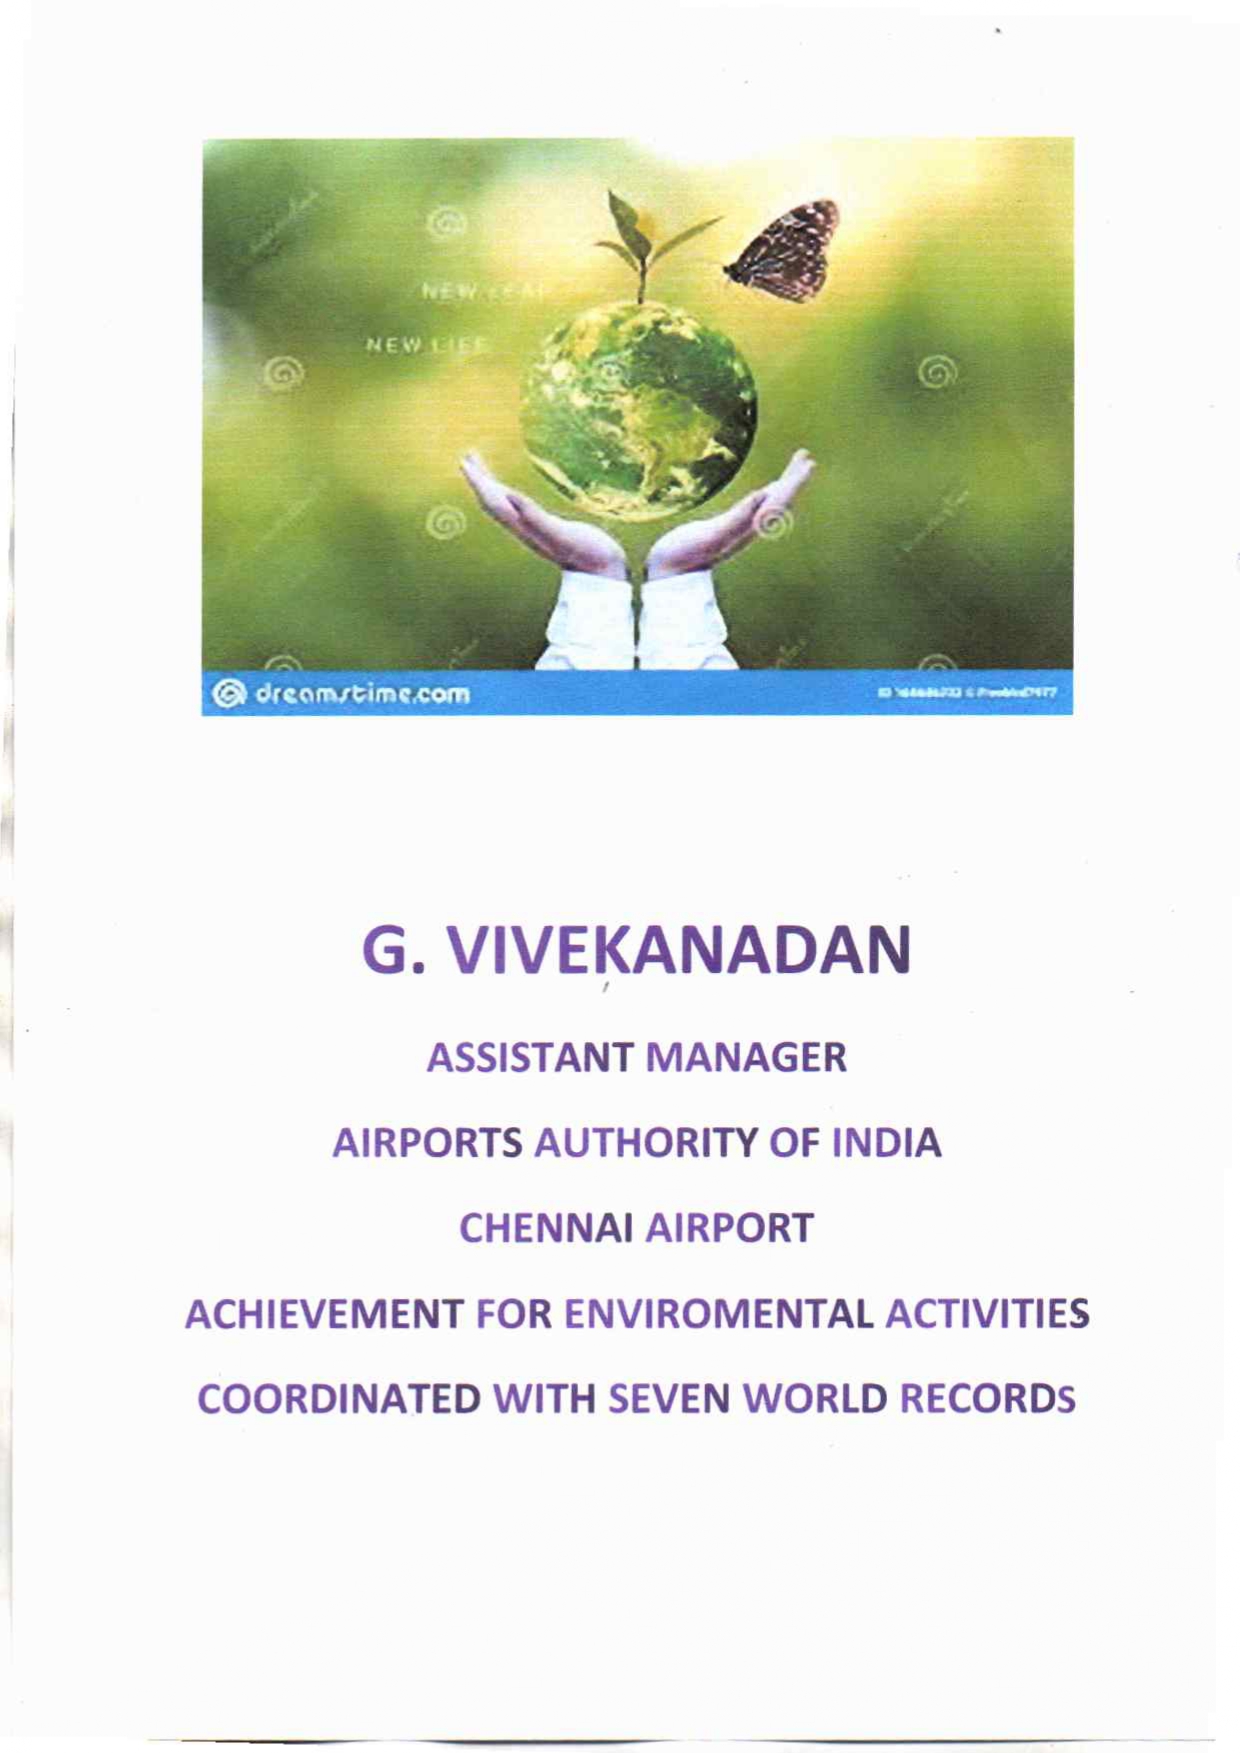 NEW LEAF
NEW LIFE
dreamstime.com
G. VIVEKANADAN
ASSISTANT MANAGER
AIRPORTS AUTHORITY OF INDIA
CHENNAI AIRPORT
ACHIEVEMENT FOR ENVIROMENTAL ACTIVITIES
COORDINATED WITH SEVEN WORLD RECORDs